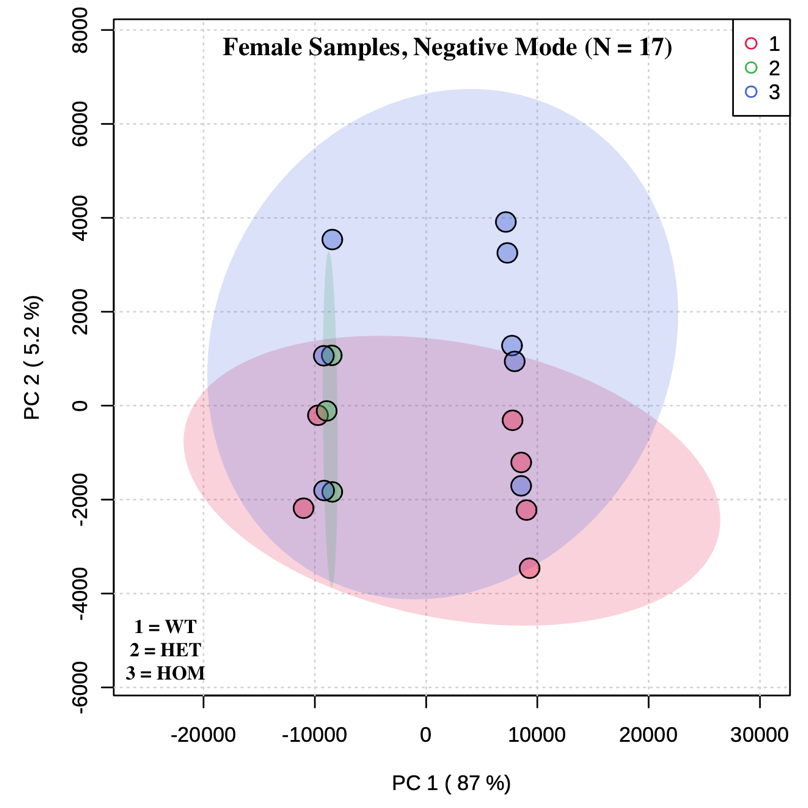 Female Samples, Negative Mode (N = 17)
1
2
3
8000
6000
4000
2000
0
-2000
-4000
-6000
PC 2 ( 5.2 %)
1 = WT
2 = HET
3 = HOM
-20000 -10000 0 10000 20000 30000
PC 1 ( 87 %)